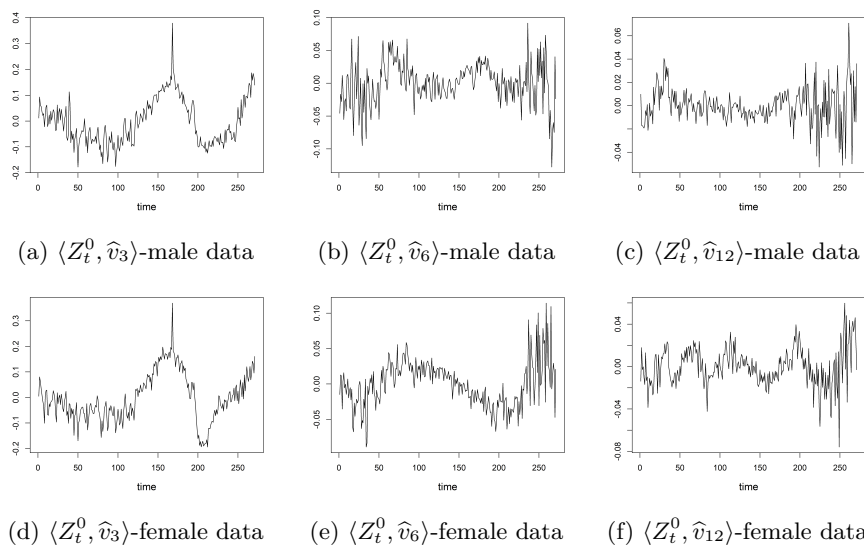 0.4
0.3
0.2
0.1
0.0
-0.1
-0.2
0 50 100 150 200 250
time
(a) ⟨Z_t^0, v̂_3⟩-male data
0.10
0.05
0.00
-0.05
-0.10
0 50 100 150 200 250
time
(b) ⟨Z_t^0, v̂_6⟩-male data
0.06
0.02
-0.04
0 50 100 150 200 250
time
(c) ⟨Z_t^0, v̂_12⟩-male data
0.3
0.2
0.1
0.0
-0.1
-0.2
0 50 100 150 200 250
time
(d) ⟨Z_t^0, v̂_3⟩-female data
0.10
0.05
0.00
-0.05
0 50 100 150 200 250
time
(e) ⟨Z_t^0, v̂_6⟩-female data
0.04
0.00
-0.04
-0.08
0 50 100 150 200 250
time
(f) ⟨Z_t^0, v̂_12⟩-female data